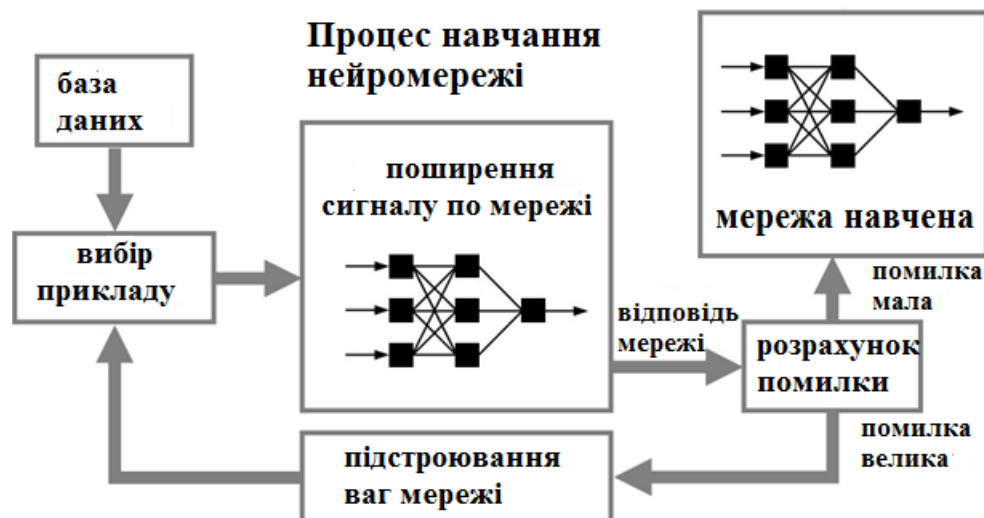 Процес навчання
нейромережі
база
даних
вибір
прикладу
поширення
сигналу по мережі
відповідь
мережі
розрахунок
помилки
помилка
мала
мережа навчена
помилка
велика
підстроювання
ваг мережі